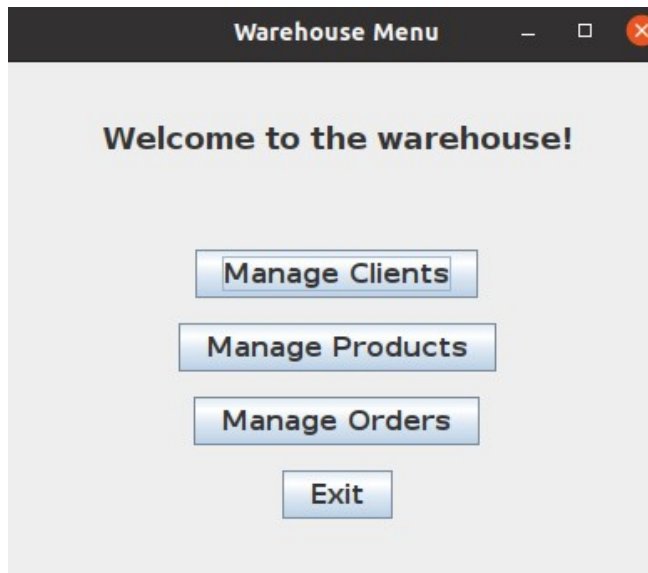 Warehouse Menu
Welcome to the warehouse!
Manage Clients
Manage Products
Manage Orders
Exit